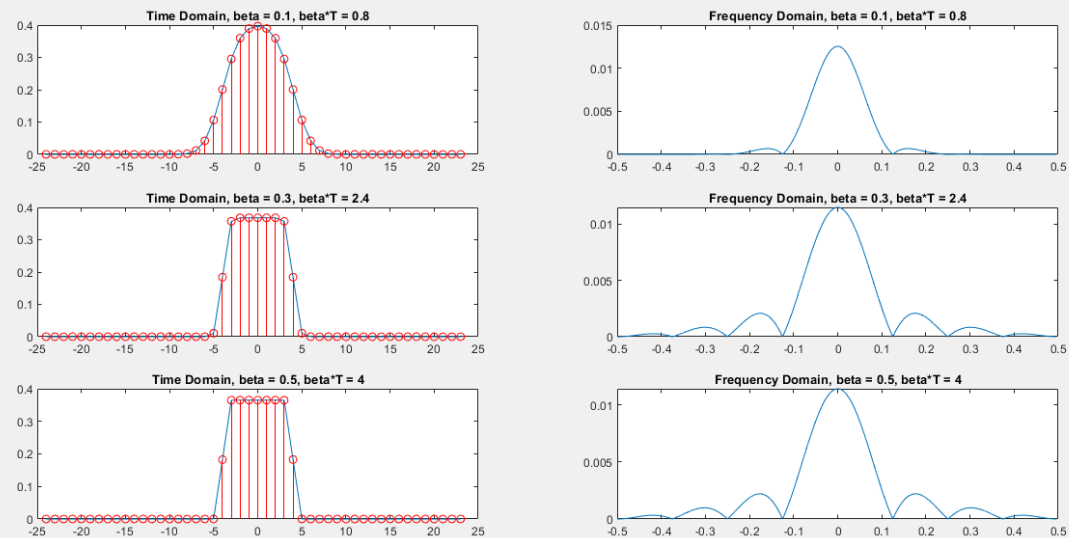 Time Domain, beta = 0.1, beta*T = 0.8
0.4
0.3
0.2
0.1
0
-25 -20 -15 -10 -5 0 5 10 15 20 25
Frequency Domain, beta = 0.1, beta*T = 0.8
0.015
0.01
0.005
0
-0.5 -0.4 -0.3 -0.2 -0.1 0 0.1 0.2 0.3 0.4 0.5
Time Domain, beta = 0.3, beta*T = 2.4
0.4
0.3
0.2
0.1
0
-25 -20 -15 -10 -5 0 5 10 15 20 25
Frequency Domain, beta = 0.3, beta*T = 2.4
0.01
0.005
0
-0.5 -0.4 -0.3 -0.2 -0.1 0 0.1 0.2 0.3 0.4 0.5
Time Domain, beta = 0.5, beta*T = 4
0.4
0.3
0.2
0.1
0
-25 -20 -15 -10 -5 0 5 10 15 20 25
Frequency Domain, beta = 0.5, beta*T = 4
0.01
0.005
0
-0.5 -0.4 -0.3 -0.2 -0.1 0 0.1 0.2 0.3 0.4 0.5